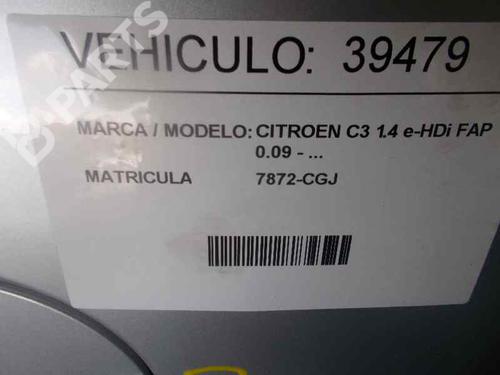 VEHICULO: 39479
MARCA / MODELO: CITROEN C3 1.4 e-HDi FAP
0.09 - ...
MATRICULA 7872-CGJ
B-PARTS